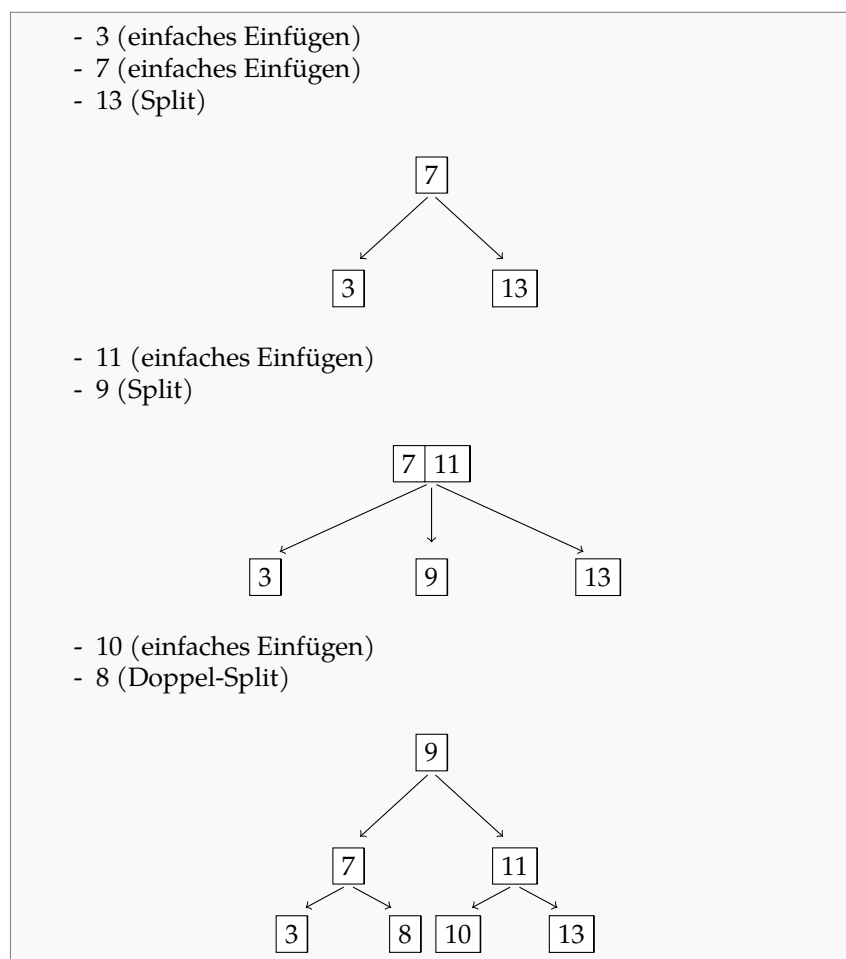 - 3 (einfaches Einfügen)
- 7 (einfaches Einfügen)
- 13 (Split)
7
3 13
- 11 (einfaches Einfügen)
- 9 (Split)
7 11
3 9 13
- 10 (einfaches Einfügen)
- 8 (Doppel-Split)
9
7 11
3 8 10 13